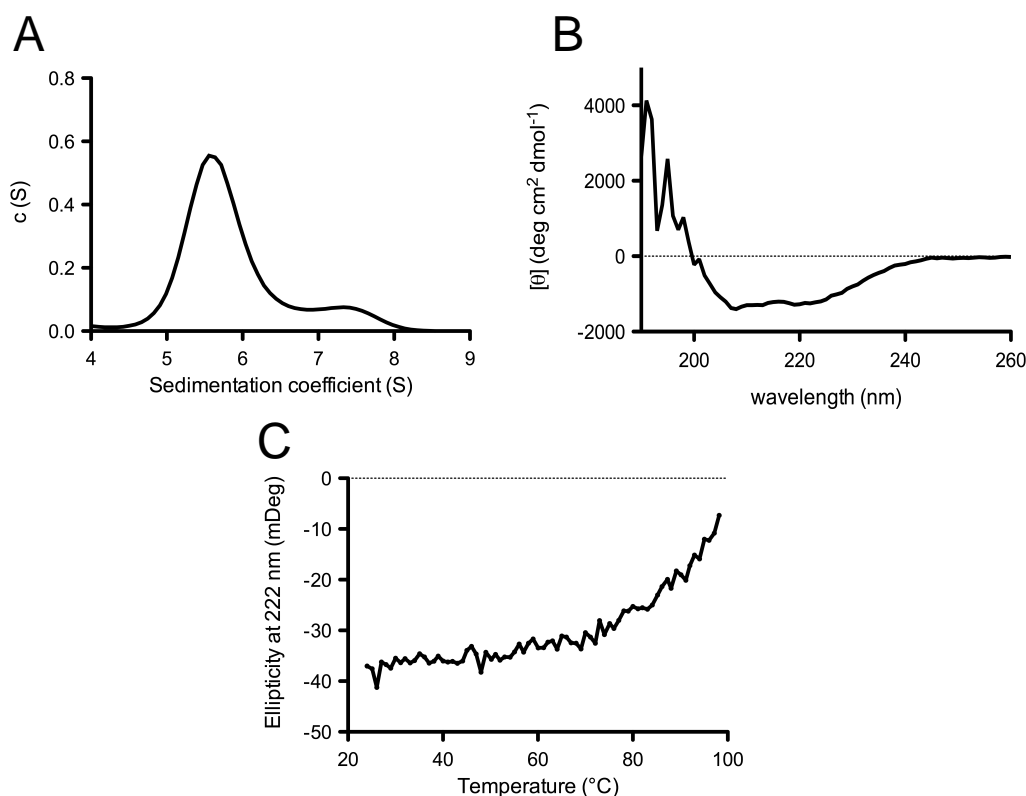 A
B
0.8
0.6
0.4
0.2
0.0
c (S)
4 5 6 7 8 9
Sedimentation coefficient (S)
4000
2000
0
-2000
[θ] (deg cm² dmol⁻¹)
200 220 240 260
wavelength (nm)
C
0
-10
-20
-30
-40
-50
Ellipticity at 222 nm (mDeg)
20 40 60 80 100
Temperature (°C)